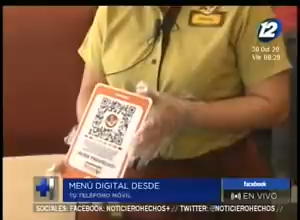 12
30 Oct 20
Vie 08:29
MENÚ DIGITAL DESDE
TU TELÉFONO MÓVIL
facebook
EN VIVO
SOCIALES: FACEBOOK: NOTICIEROHECHOS+ // TWITTER: @NOTICIEROHECHOS